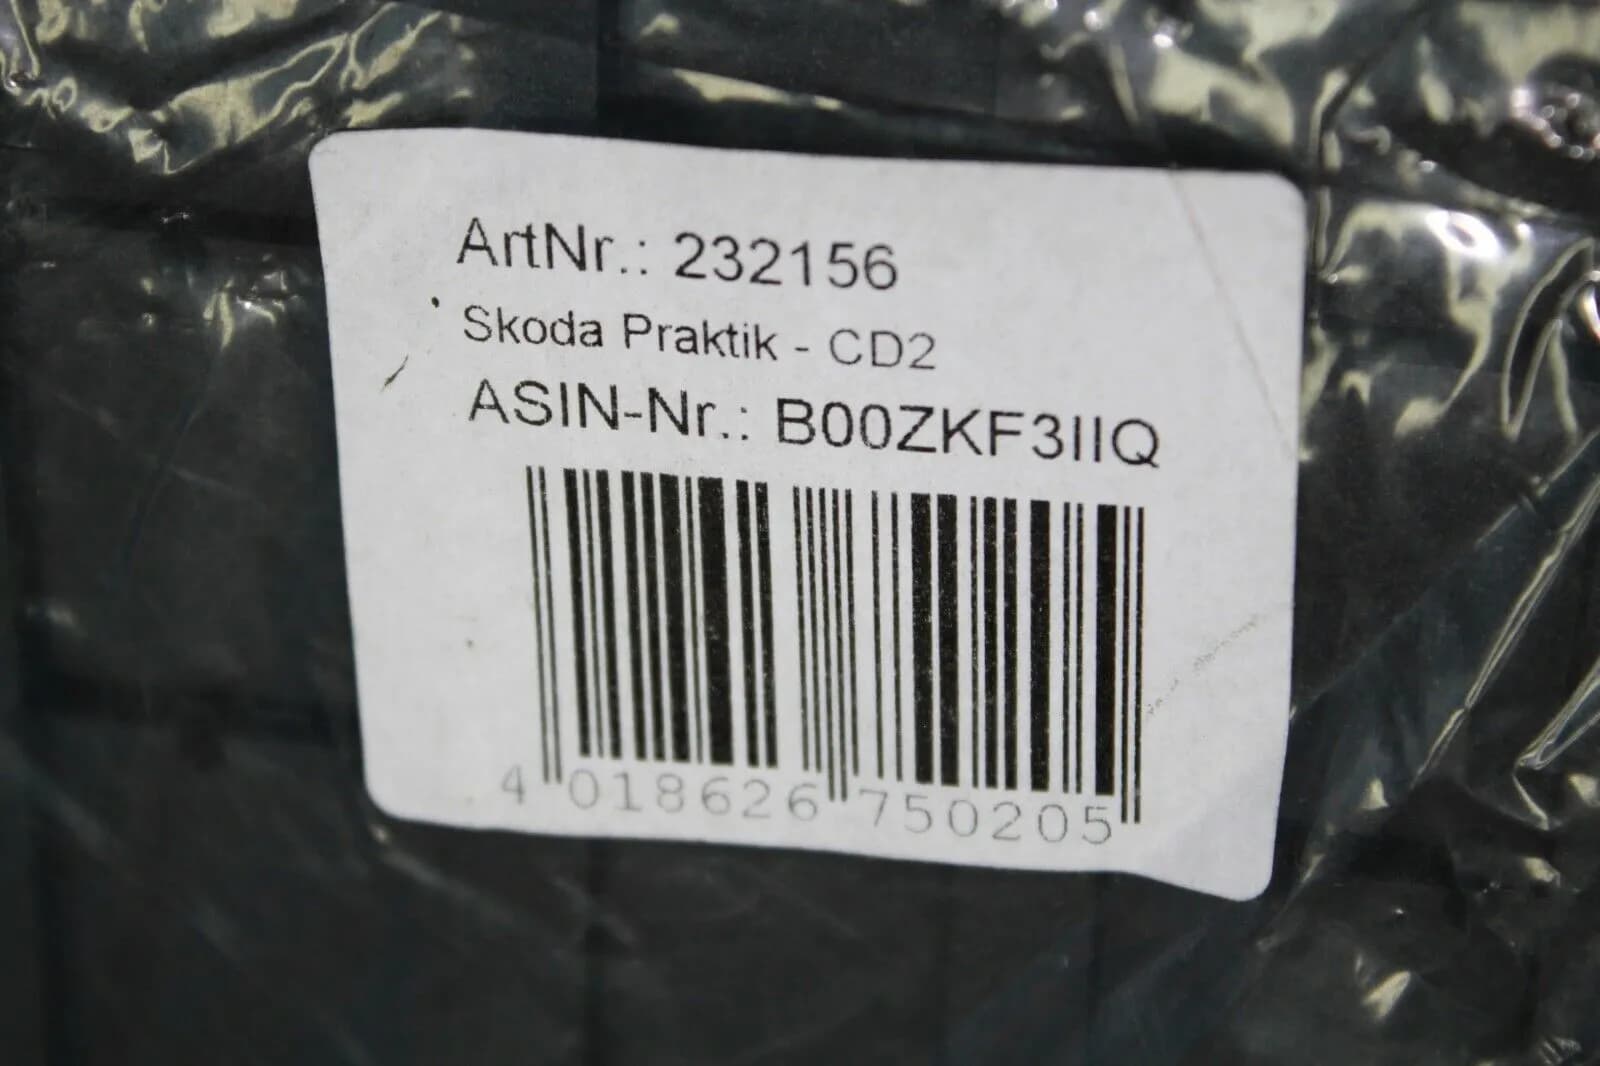 ArtNr.: 232156
Skoda Praktik - CD2
ASIN-Nr.: B00ZKF3IIQ
4 018626 750205